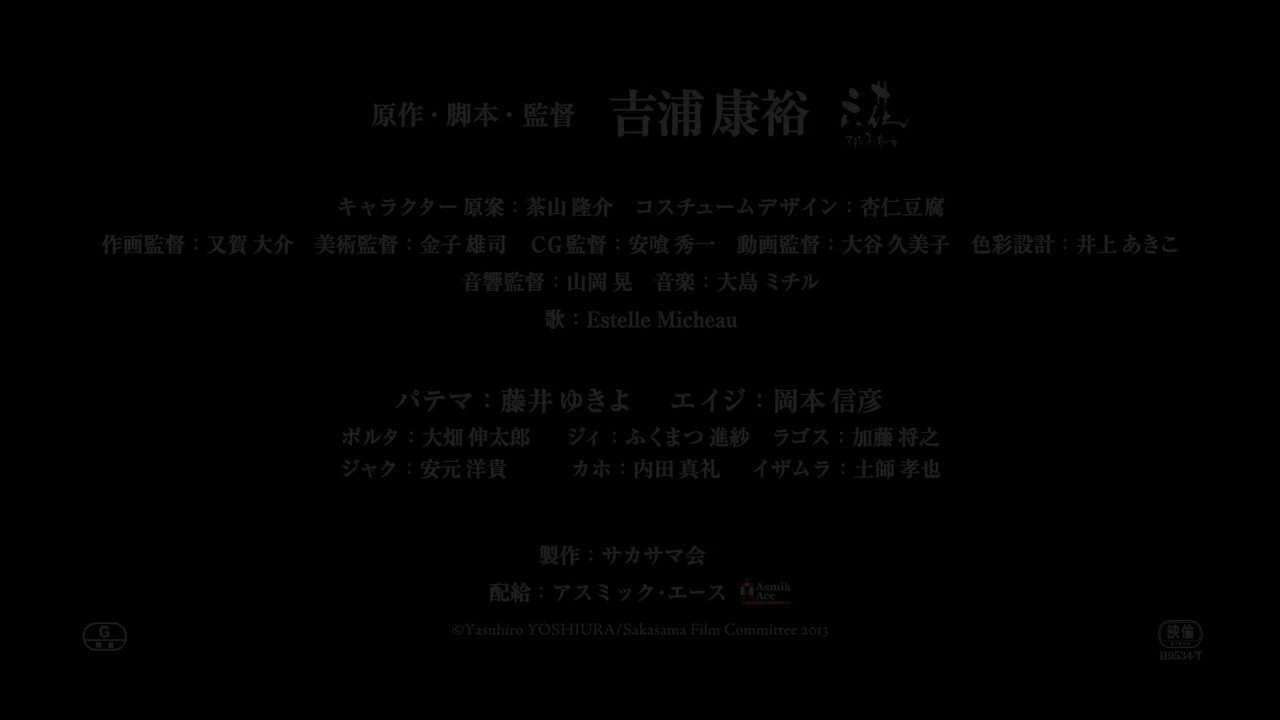 原作・脚本・監督 吉浦康裕
キャラクター原案：茶山隆介 コスチュームデザイン：杏仁豆腐
作画監督：又賀大介 美術監督：金子雄司 CG監督：安喰秀一 動画監督：大谷久美子 色彩設計：井上あきこ
音響監督：山岡晃 音楽：大島ミチル
歌：Estelle Micheau
パテマ：藤井ゆきよ エイジ：岡本信彦
ポルタ：大畑伸太郎 ジィ：ふくまつ進紗 ラゴス：加藤将之
ジャク：安元洋貴 カホ：内田真礼 イザムラ：土師孝也
製作：サカサマ会
配給：アスミック・エース Asmik Ace
©Yasuhiro YOSHIURA/Sakasama Film Committee 2013
G
映倫
119534-T